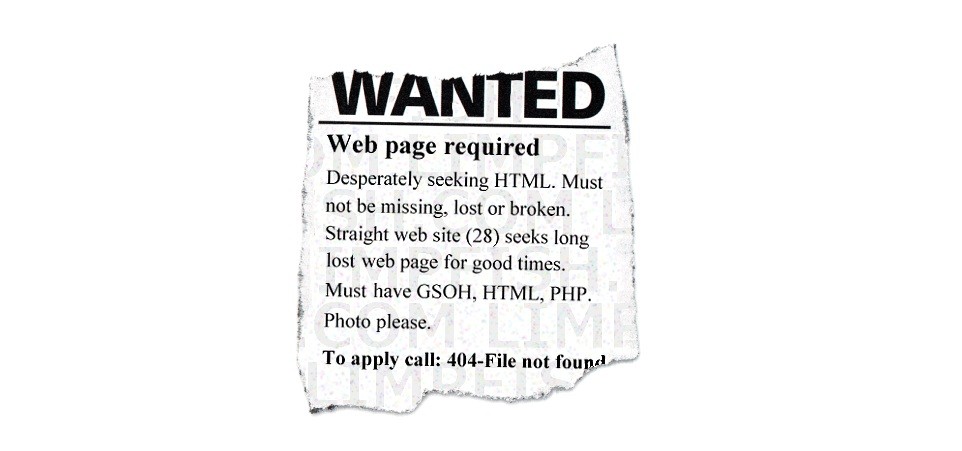 WANTED
Web page required
Desperately seeking HTML. Must
not be missing, lost or broken.
Straight web site (28) seeks long
lost web page for good times.
Must have GSOH, HTML, PHP.
Photo please.
To apply call: 404-File not found